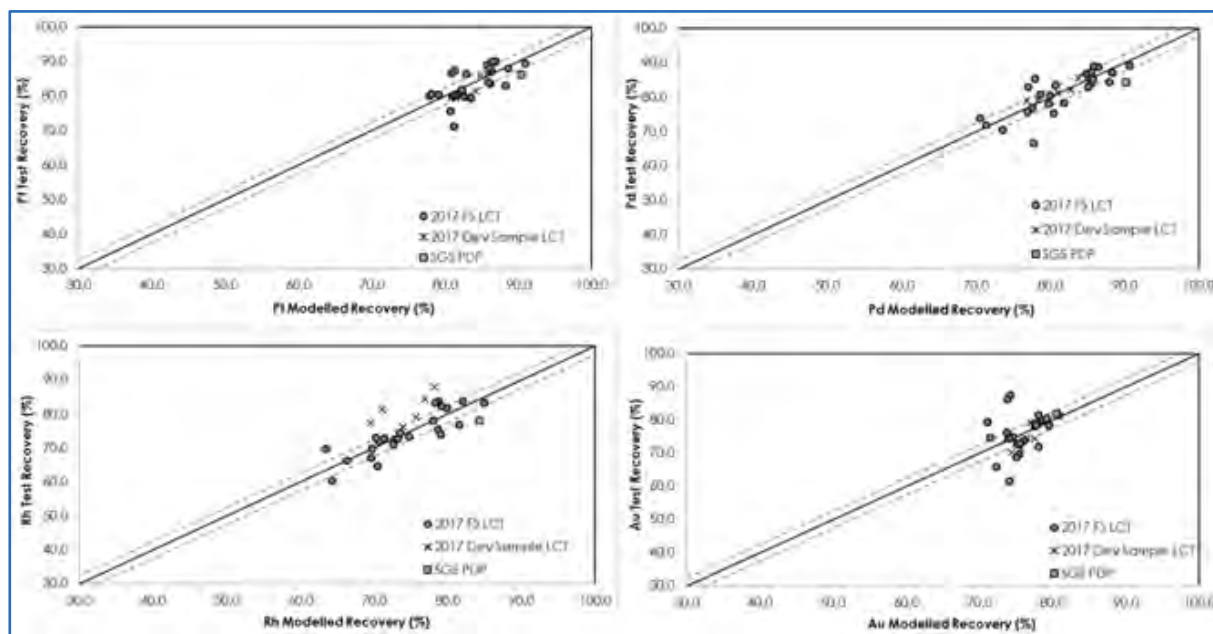 100.0
90.0
80.0
70.0
60.0
50.0
40.0
30.0
Pt Test Recovery (%)
2017 FS LCT
2017 Dev Sample LCT
SGS PDP
30.0 40.0 50.0 60.0 70.0 80.0 90.0 100.0
Pt Modelled Recovery (%)
100.0
90.0
80.0
70.0
60.0
50.0
40.0
30.0
Pd Test Recovery (%)
2017 FS LCT
2017 Dev Sample LCT
SGS PDP
30.0 40.0 50.0 60.0 70.0 80.0 90.0 100.0
Pd Modelled Recovery (%)
100.0
90.0
80.0
70.0
60.0
50.0
40.0
30.0
Rh Test Recovery (%)
2017 FS LCT
2017 Dev Sample LCT
SGS PDP
30.0 40.0 50.0 60.0 70.0 80.0 90.0 100.0
Rh Modelled Recovery (%)
100.0
90.0
80.0
70.0
60.0
50.0
40.0
30.0
Au Test Recovery (%)
2017 FS LCT
2017 Dev Sample LCT
SGS PDP
30.0 40.0 50.0 60.0 70.0 80.0 90.0 100.0
Au Modelled Recovery (%)